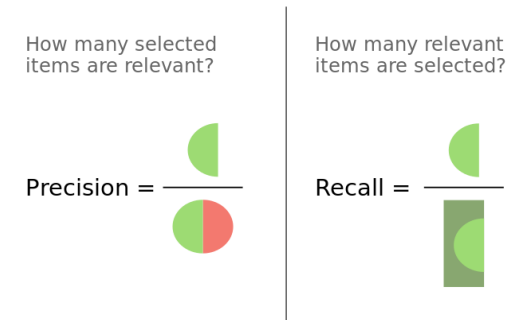 How many selected
items are relevant?
Precision =
How many relevant
items are selected?
Recall =